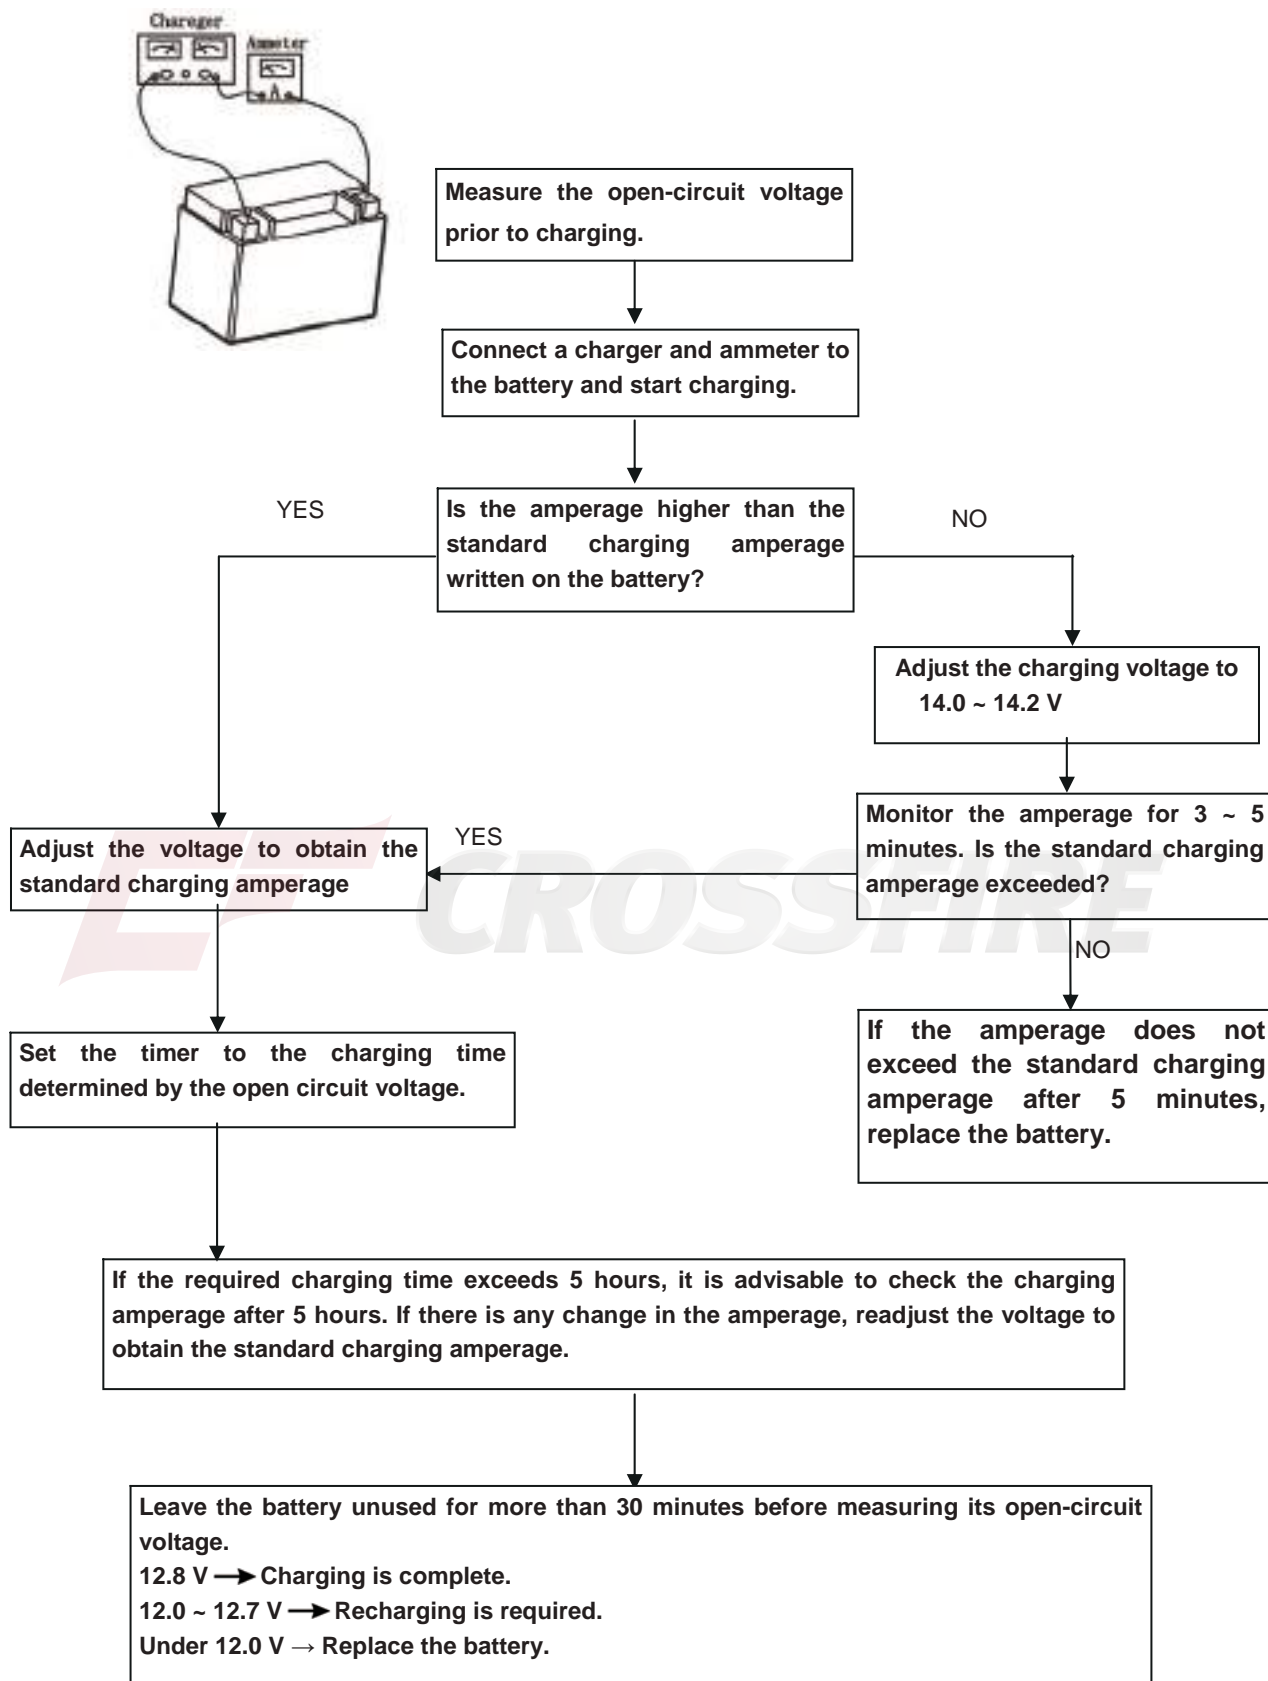 Chareger
Ammeter
Measure the open-circuit voltage
prior to charging.
Connect a charger and ammeter to
the battery and start charging.
YES
Is the amperage higher than the
standard charging amperage
written on the battery?
NO
Adjust the charging voltage to
14.0 ~ 14.2 V
Monitor the amperage for 3 ~ 5
minutes. Is the standard charging
amperage exceeded?
YES
Adjust the voltage to obtain the
standard charging amperage
CROSSFIRE
NO
If the amperage does not
exceed the standard charging
amperage after 5 minutes,
replace the battery.
Set the timer to the charging time
determined by the open circuit voltage.
If the required charging time exceeds 5 hours, it is advisable to check the charging
amperage after 5 hours. If there is any change in the amperage, readjust the voltage to
obtain the standard charging amperage.
Leave the battery unused for more than 30 minutes before measuring its open-circuit
voltage.
12.8 V → Charging is complete.
12.0 ~ 12.7 V → Recharging is required.
Under 12.0 V → Replace the battery.